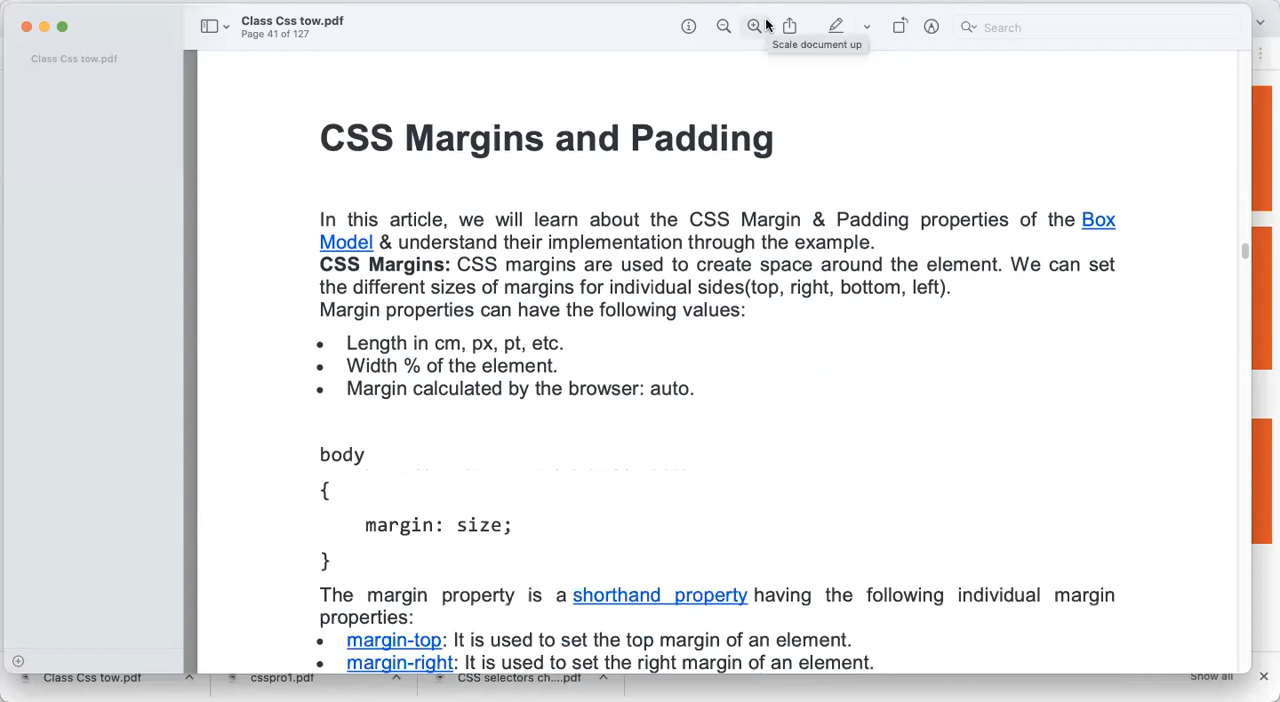 Class Css tow.pdf
Page 41 of 127
Search
Scale document up
Class Css tow.pdf
CSS Margins and Padding
In this article, we will learn about the CSS Margin & Padding properties of the Box
Model & understand their implementation through the example.
CSS Margins: CSS margins are used to create space around the element. We can set
the different sizes of margins for individual sides(top, right, bottom, left).
Margin properties can have the following values:
• Length in cm, px, pt, etc.
• Width % of the element.
• Margin calculated by the browser: auto.
body
{
margin: size;
}
The margin property is a shorthand property having the following individual margin
properties:
• margin-top: It is used to set the top margin of an element.
• margin-right: It is used to set the right margin of an element.
Class Css tow.pdf
csspro1.pdf
CSS selectors ch....pdf
Show all